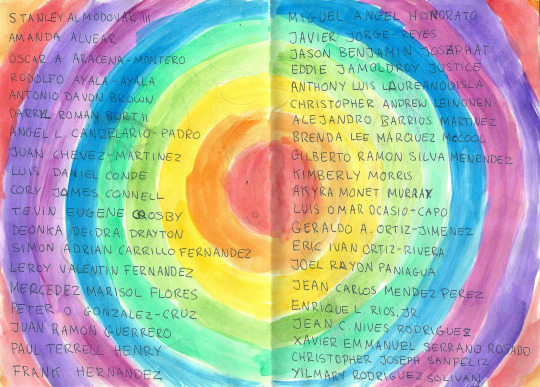 STANLEY ALMODOVAR III
AMANDA ALVEAR
OSCAR A ARACENA-MONTERO
RODOLFO AYALA-AYALA
ANTONIO DAVON BROWN
DARRYL ROMAN BURT II
ANGEL L CANDELARIO-PADRO
JUAN CHEVEZ-MARTINEZ
LUIS DANIEL CONDE
CORY JAMES CONNELL
TEVIN EUGENE CROSBY
DEONKA DEIDRA DRAYTON
SIMON ADRIAN CARRILLO FERNANDEZ
LEROY VALENTIN FERNANDEZ
MERCEDEZ MARISOL FLORES
PETER O GONZALEZ-CRUZ
JUAN RAMON GUERRERO
PAUL TERRELL HENRY
FRANK HERNANDEZ
MIGUEL ANGEL HONORATO
JAVIER JORGE-REYES
JASON BENJAMIN JOSAPHAT
EDDIE JAMOLDROY JUSTICE
ANTHONY LUIS LAUREANODISLA
CHRISTOPHER ANDREW LEINONEN
ALEJANDRO BARRIOS MARTINEZ
BRENDA LEE MARQUEZ MCCOOL
GILBERTO RAMON SILVA MENENDEZ
KIMBERLY MORRIS
AKYRA MONET MURRAY
LUIS OMAR OCASIO-CAPO
GERALDO A. ORTIZ-JIMENEZ
ERIC IVAN ORTIZ-RIVERA
JOEL RAYON PANIAGUA
JEAN CARLOS MENDEZ PEREZ
ENRIQUE L. RIOS, JR
JEAN C. NIVES RODRIGUEZ
XAVIER EMMANUEL SERRANO ROSADO
CHRISTOPHER JOSEPH SANFELIZ
YILMARY RODRIGUEZ SOLIVAN